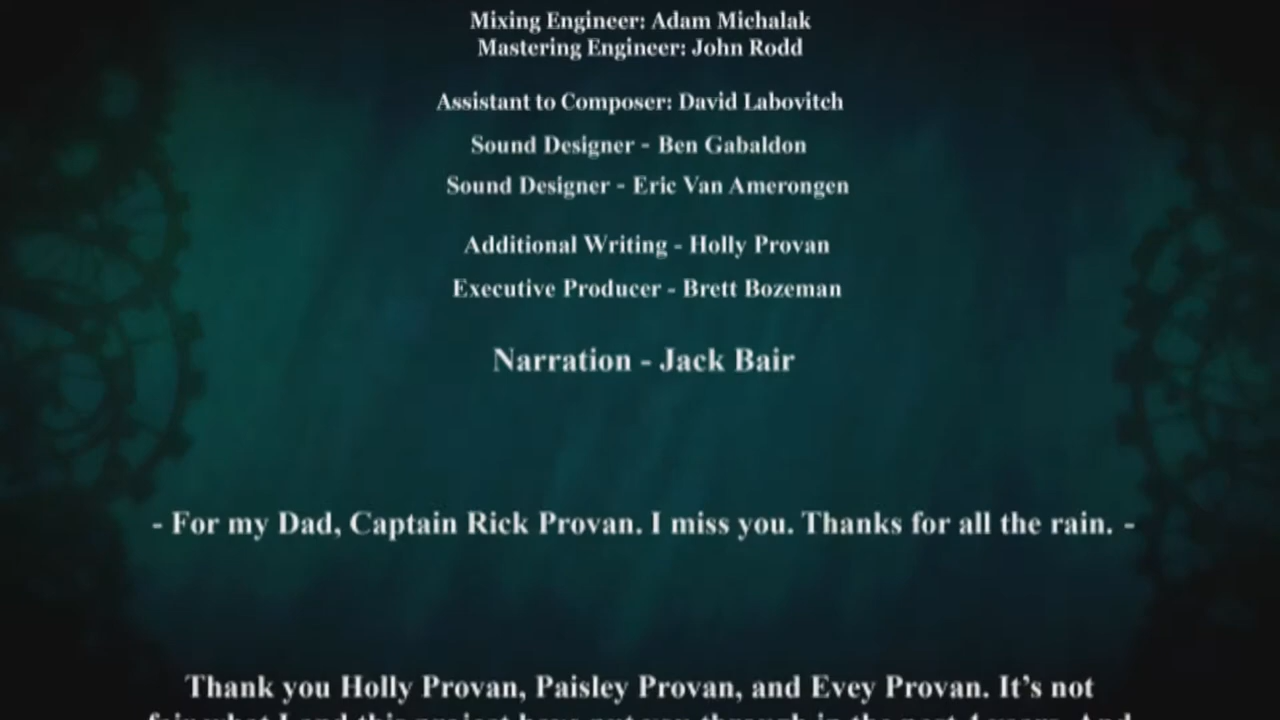 Mixing Engineer: Adam Michalak
Mastering Engineer: John Rodd
Assistant to Composer: David Labovitch
Sound Designer - Ben Gabaldon
Sound Designer - Eric Van Amerongen
Additional Writing - Holly Provan
Executive Producer - Brett Bozeman
Narration - Jack Bair
- For my Dad, Captain Rick Provan. I miss you. Thanks for all the rain. -
Thank you Holly Provan, Paisley Provan, and Evey Provan. It’s not